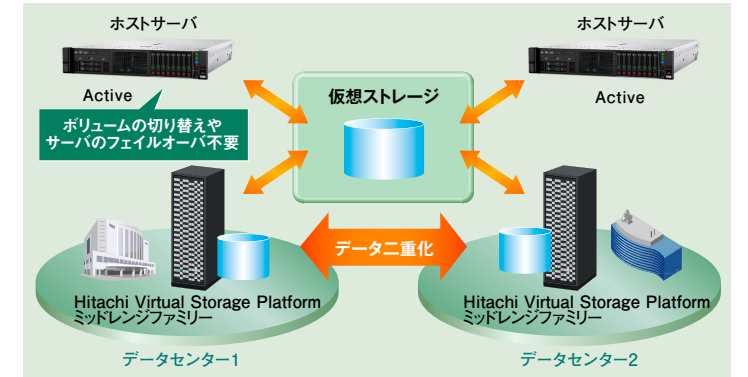 ホストサーバ
ホストサーバ
Active
仮想ストレージ
Active
ボリュームの切り替えや
サーバのフェイルオーバ不要
データ二重化
Hitachi Virtual Storage Platform
ミッドレンジファミリー
Hitachi Virtual Storage Platform
ミッドレンジファミリー
データセンター1
データセンター2